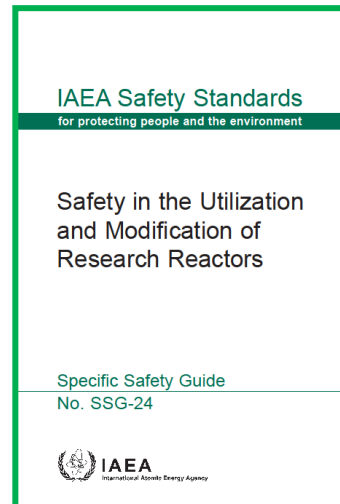 IAEA Safety Standards
for protecting people and the environment
Safety in the Utilization
and Modification of
Research Reactors
Specific Safety Guide
No. SSG-24
IAEA
International Atomic Energy Agency